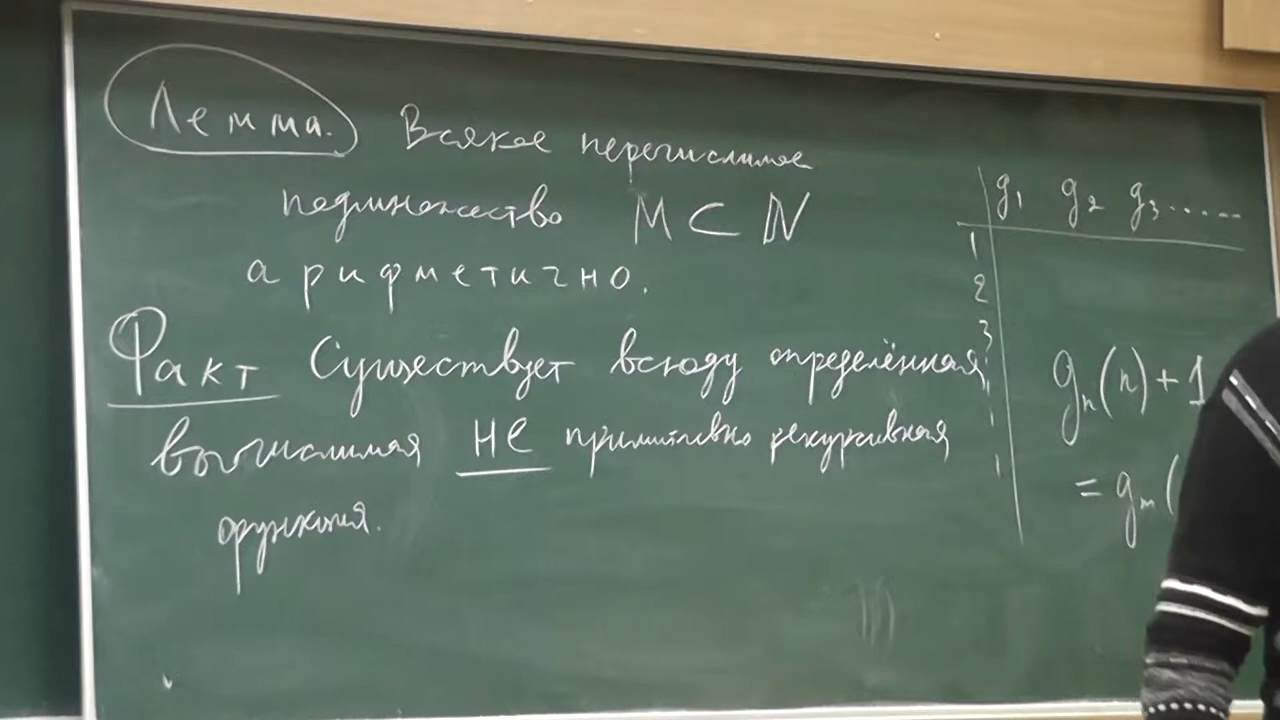 Лемма. Всякое перечислимое
подмножество M ⊂ ℕ
арифметично.
Факт Существует всюду определённая
вычислимая НЕ примитивно рекурсивная
функция.
g₁ g₂ g₃ .....
1
2
3
gₙ(n) + 1
= gₘ(